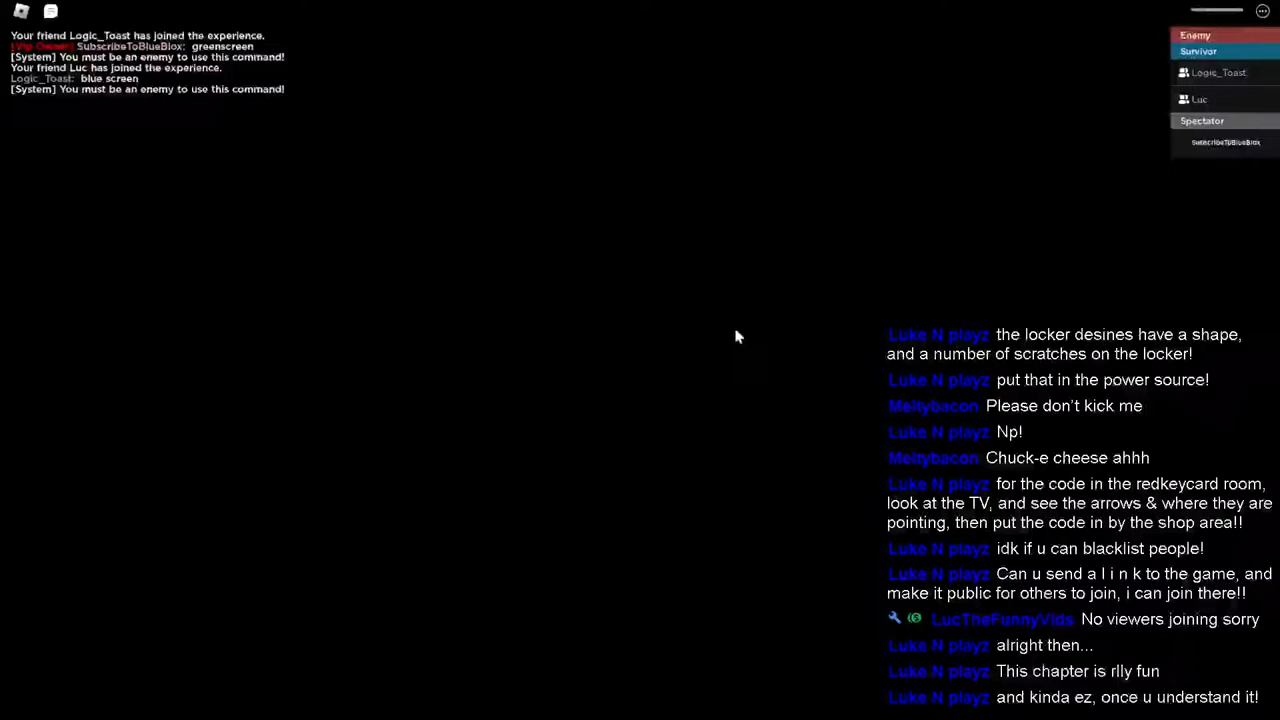 Your friend Logic_Toast has joined the experience.
[Vip Owner] SubscribeToBlueBlox: greenscreen
[System] You must be an enemy to use this command!
Your friend Luc has joined the experience.
Logic_Toast: blue screen
[System] You must be an enemy to use this command!
Enemy
Survivor
Logic_Toast
Luc
Spectator
SubscribeToBlueBlox
Luke N playz the locker desines have a shape,
and a number of scratches on the locker!
Luke N playz put that in the power source!
Meltybacon Please don't kick me
Luke N playz Np!
Meltybacon Chuck-e cheese ahhh
Luke N playz for the code in the redkeycard room,
look at the TV, and see the arrows & where they are
pointing, then put the code in by the shop area!!
Luke N playz idk if u can blacklist people!
Luke N playz Can u send a l i n k to the game, and
make it public for others to join, i can join there!!
LucTheFunnyVids No viewers joining sorry
Luke N playz alright then...
Luke N playz This chapter is rlly fun
Luke N playz and kinda ez, once u understand it!